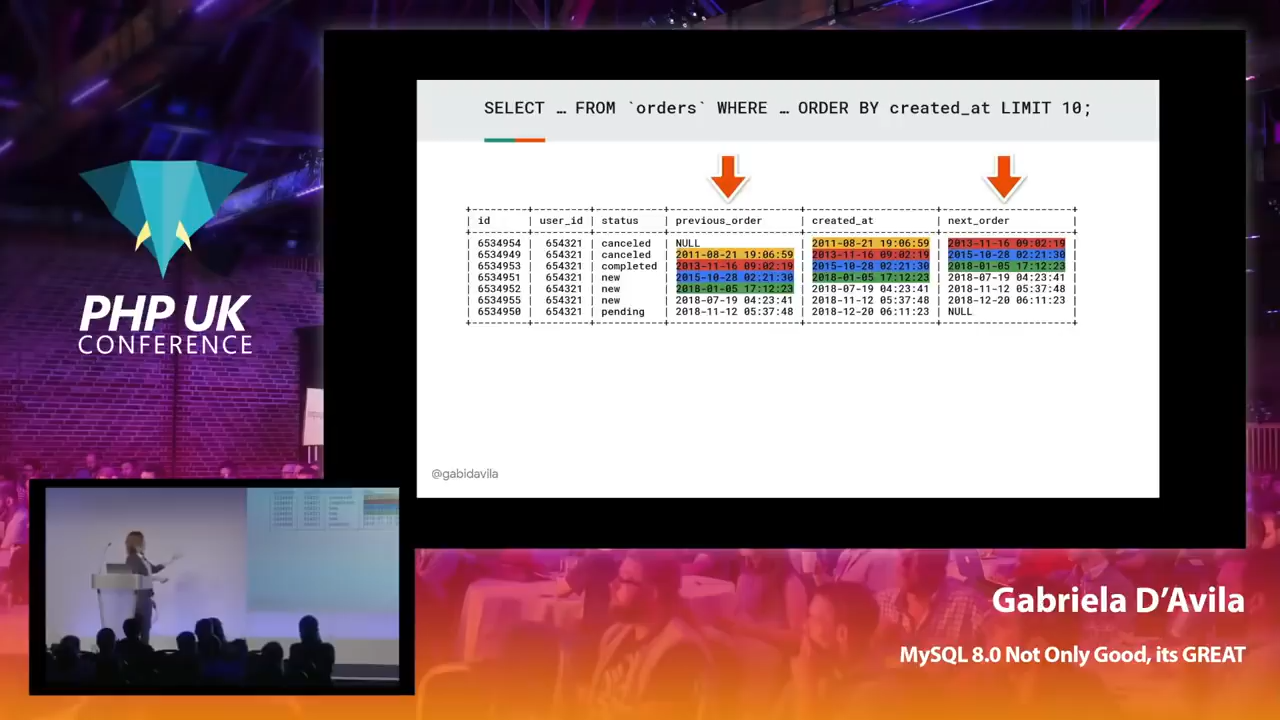 SELECT … FROM `orders` WHERE … ORDER BY created_at LIMIT 10;
+---------+---------+-----------+---------------------+---------------------+---------------------+
| id | user_id | status | previous_order | created_at | next_order |
+---------+---------+-----------+---------------------+---------------------+---------------------+
| 6534954 | 654321 | canceled | NULL | 2011-08-21 19:06:59 | 2013-11-16 09:02:19 |
| 6534949 | 654321 | canceled | 2011-08-21 19:06:59 | 2013-11-16 09:02:19 | 2015-10-28 02:21:30 |
| 6534953 | 654321 | completed | 2013-11-16 09:02:19 | 2015-10-28 02:21:30 | 2018-01-05 17:12:23 |
| 6534951 | 654321 | new | 2015-10-28 02:21:30 | 2018-01-05 17:12:23 | 2018-07-19 04:23:41 |
| 6534952 | 654321 | new | 2018-01-05 17:12:23 | 2018-07-19 04:23:41 | 2018-11-12 05:37:48 |
| 6534955 | 654321 | new | 2018-07-19 04:23:41 | 2018-11-12 05:37:48 | 2018-12-20 06:11:23 |
| 6534950 | 654321 | pending | 2018-11-12 05:37:48 | 2018-12-20 06:11:23 | NULL |
+---------+---------+-----------+---------------------+---------------------+---------------------+
@gabidavila
PHP UK
CONFERENCE
Gabriela D’Avila
MySQL 8.0 Not Only Good, its GREAT